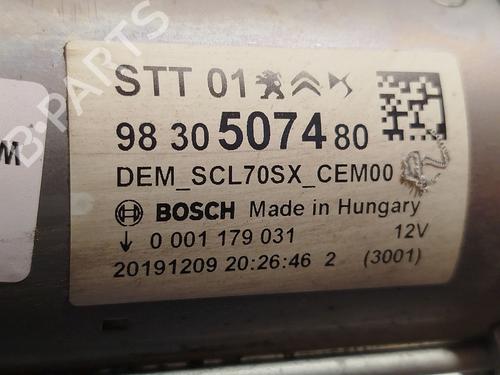 B-PARTS
STT 01
98 30 5074 80
DEM_SCL70SX_CEM00
BOSCH Made in Hungary
0 001 179 031 12V
20191209 20:26:46 2 (3001)
M